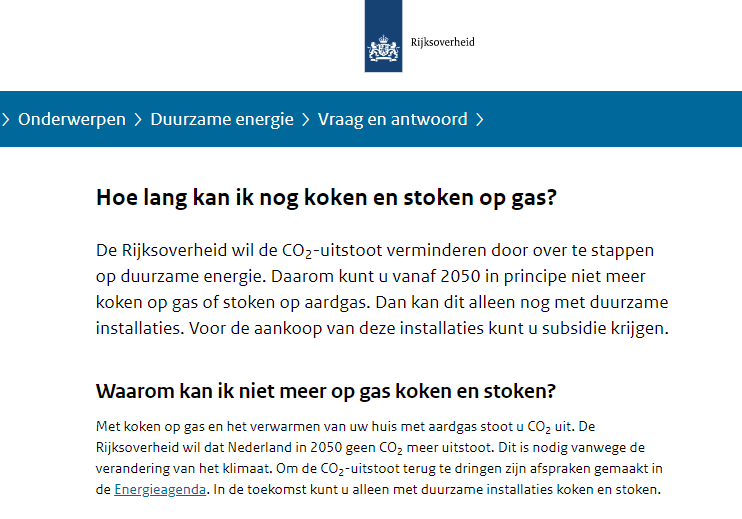 Rijksoverheid
> Onderwerpen > Duurzame energie > Vraag en antwoord >
Hoe lang kan ik nog koken en stoken op gas?
De Rijksoverheid wil de CO₂-uitstoot verminderen door over te stappen
op duurzame energie. Daarom kunt u vanaf 2050 in principe niet meer
koken op gas of stoken op aardgas. Dan kan dit alleen nog met duurzame
installaties. Voor de aankoop van deze installaties kunt u subsidie krijgen.
Waarom kan ik niet meer op gas koken en stoken?
Met koken op gas en het verwarmen van uw huis met aardgas stoot u CO₂ uit. De
Rijksoverheid wil dat Nederland in 2050 geen CO₂ meer uitstoot. Dit is nodig vanwege de
verandering van het klimaat. Om de CO₂-uitstoot terug te dringen zijn afspraken gemaakt in
de Energieagenda. In de toekomst kunt u alleen met duurzame installaties koken en stoken.